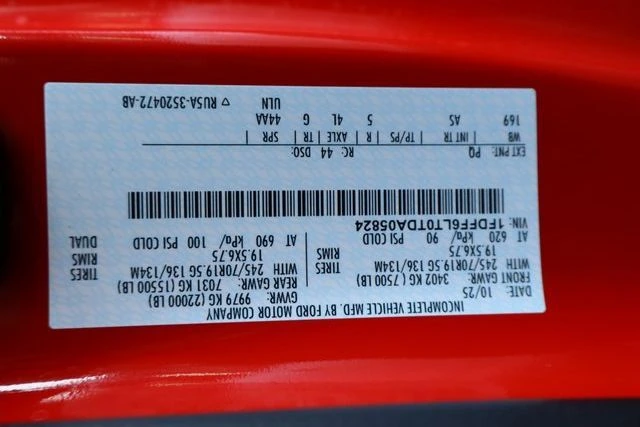 INCOMPLETE VEHICLE MFD. BY FORD MOTOR COMPANY
DATE: 10/25 GVWR: 9979 KG (22000 LB)
FRONT GAWR: 3402 KG (7500 LB) REAR GAWR: 7031 KG (15500 LB)
WITH 245/70R19.5G 136/134M TIRES WITH 245/70R19.5G 136/134M TIRES
19.5X6.75 RIMS 19.5X6.75 RIMS
AT 620 kPa/ 90 PSI COLD AT 690 kPa/ 100 PSI COLD DUAL
VIN: 1FDFF6LT0TDA05824
EXT PNT: PQ RC: 44 DSO:
WB INT TR TP/PS R AXLE TR SPR
169 AS 5 4L G 44AA
ULN
▽ RU5A-3520472-AB